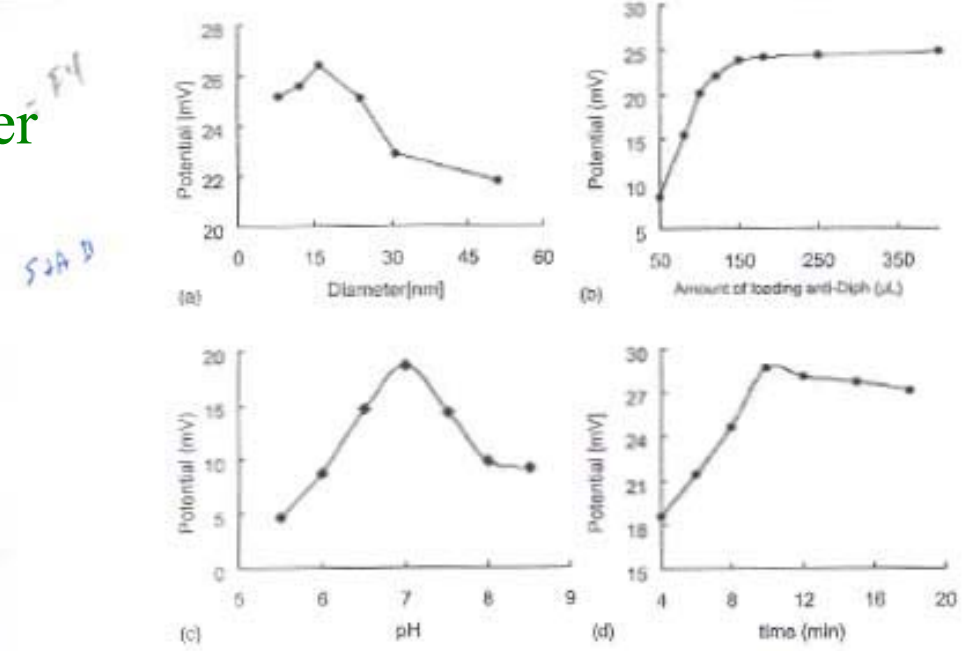 er
28
26
24
22
20
Potential [mV]
0 15 30 45 60
Diameter[nm]
(a)
30
25
20
15
10
5
Potential (mV)
50 150 250 350
Amount of loading anti-Diph (μL)
(b)
20
15
10
5
0
Potential (mV)
5 6 7 8 9
pH
(c)
30
27
24
21
18
15
Potential [mV]
4 8 12 16 20
time (min)
(d)